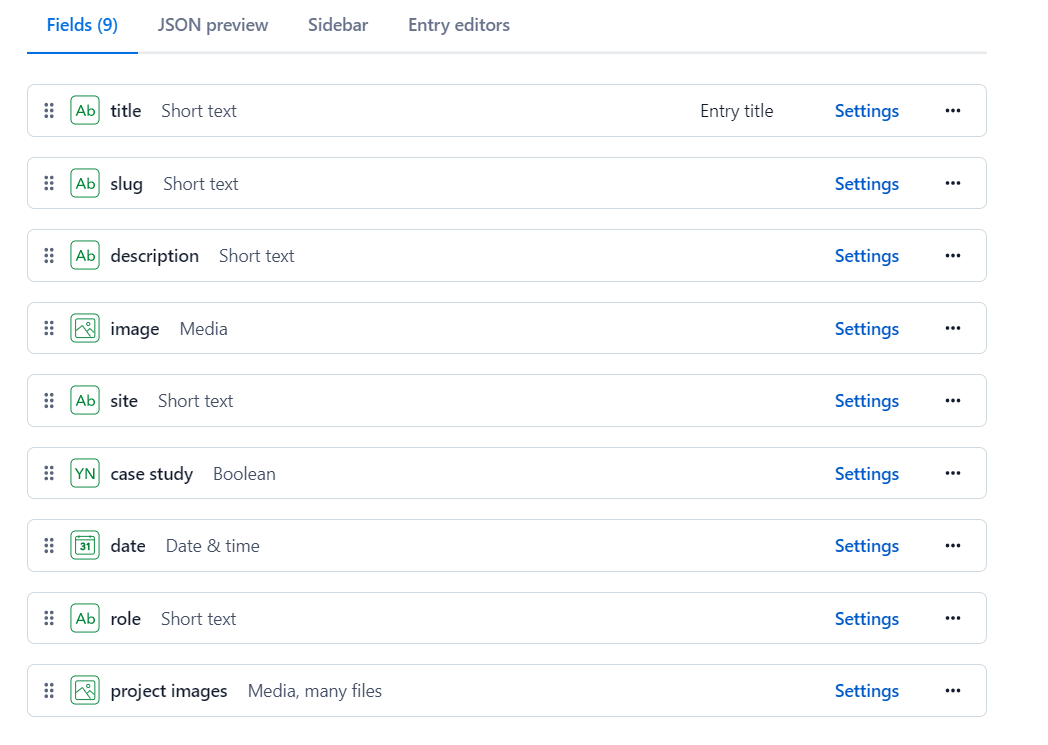 Fields (9) JSON preview Sidebar Entry editors
Ab title Short text Entry title Settings
Ab slug Short text Settings
Ab description Short text Settings
image Media Settings
Ab site Short text Settings
YN case study Boolean Settings
31 date Date & time Settings
Ab role Short text Settings
project images Media, many files Settings